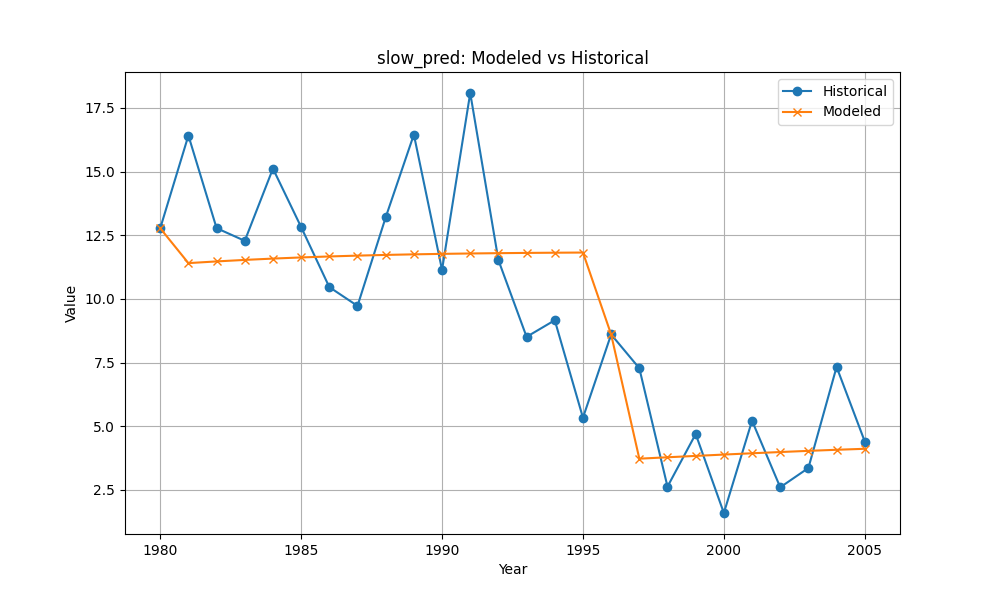 slow_pred: Modeled vs Historical
Historical
Modeled
Value
17.5
15.0
12.5
10.0
7.5
5.0
2.5
1980
1985
1990
1995
2000
2005
Year